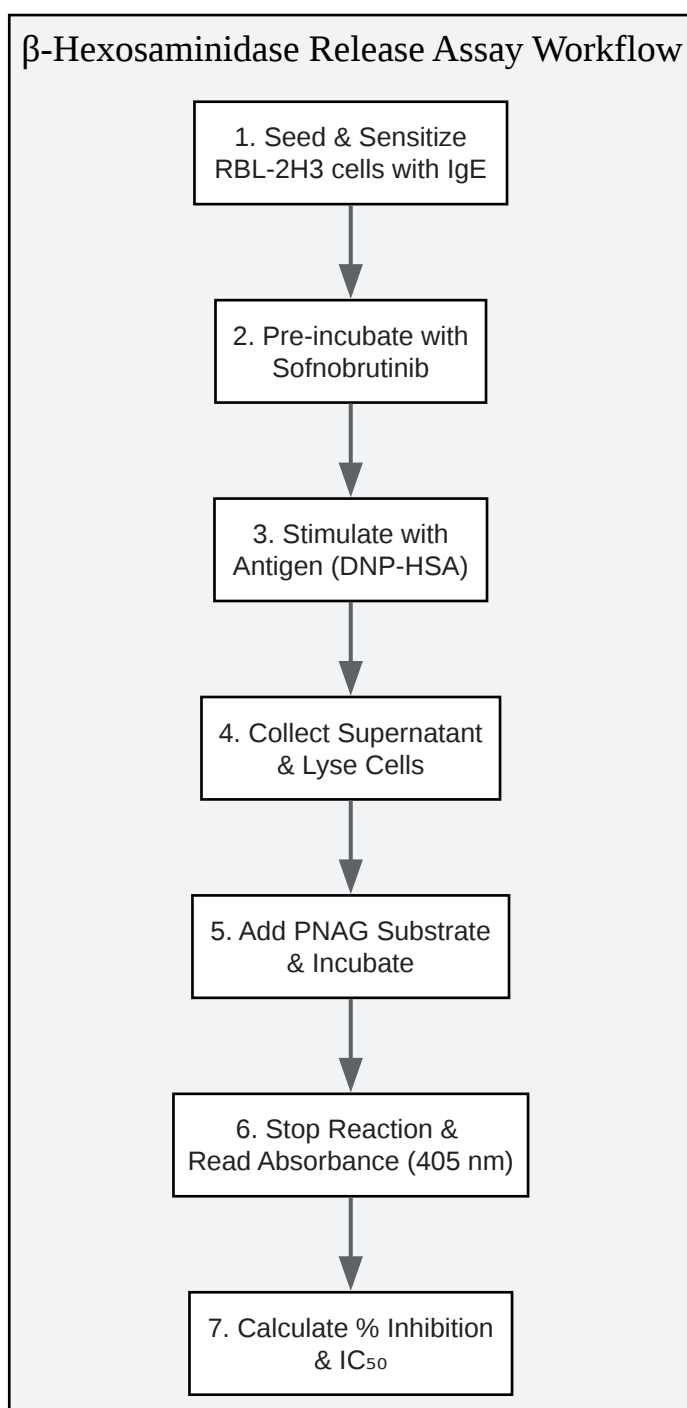 β-Hexosaminidase Release Assay Workflow
1. Seed & Sensitize
RBL-2H3 cells with IgE
2. Pre-incubate with
Sofnobrutinib
3. Stimulate with
Antigen (DNP-HSA)
4. Collect Supernatant
& Lyse Cells
5. Add PNAG Substrate
& Incubate
6. Stop Reaction &
Read Absorbance (405 nm)
7. Calculate % Inhibition
& IC₅₀